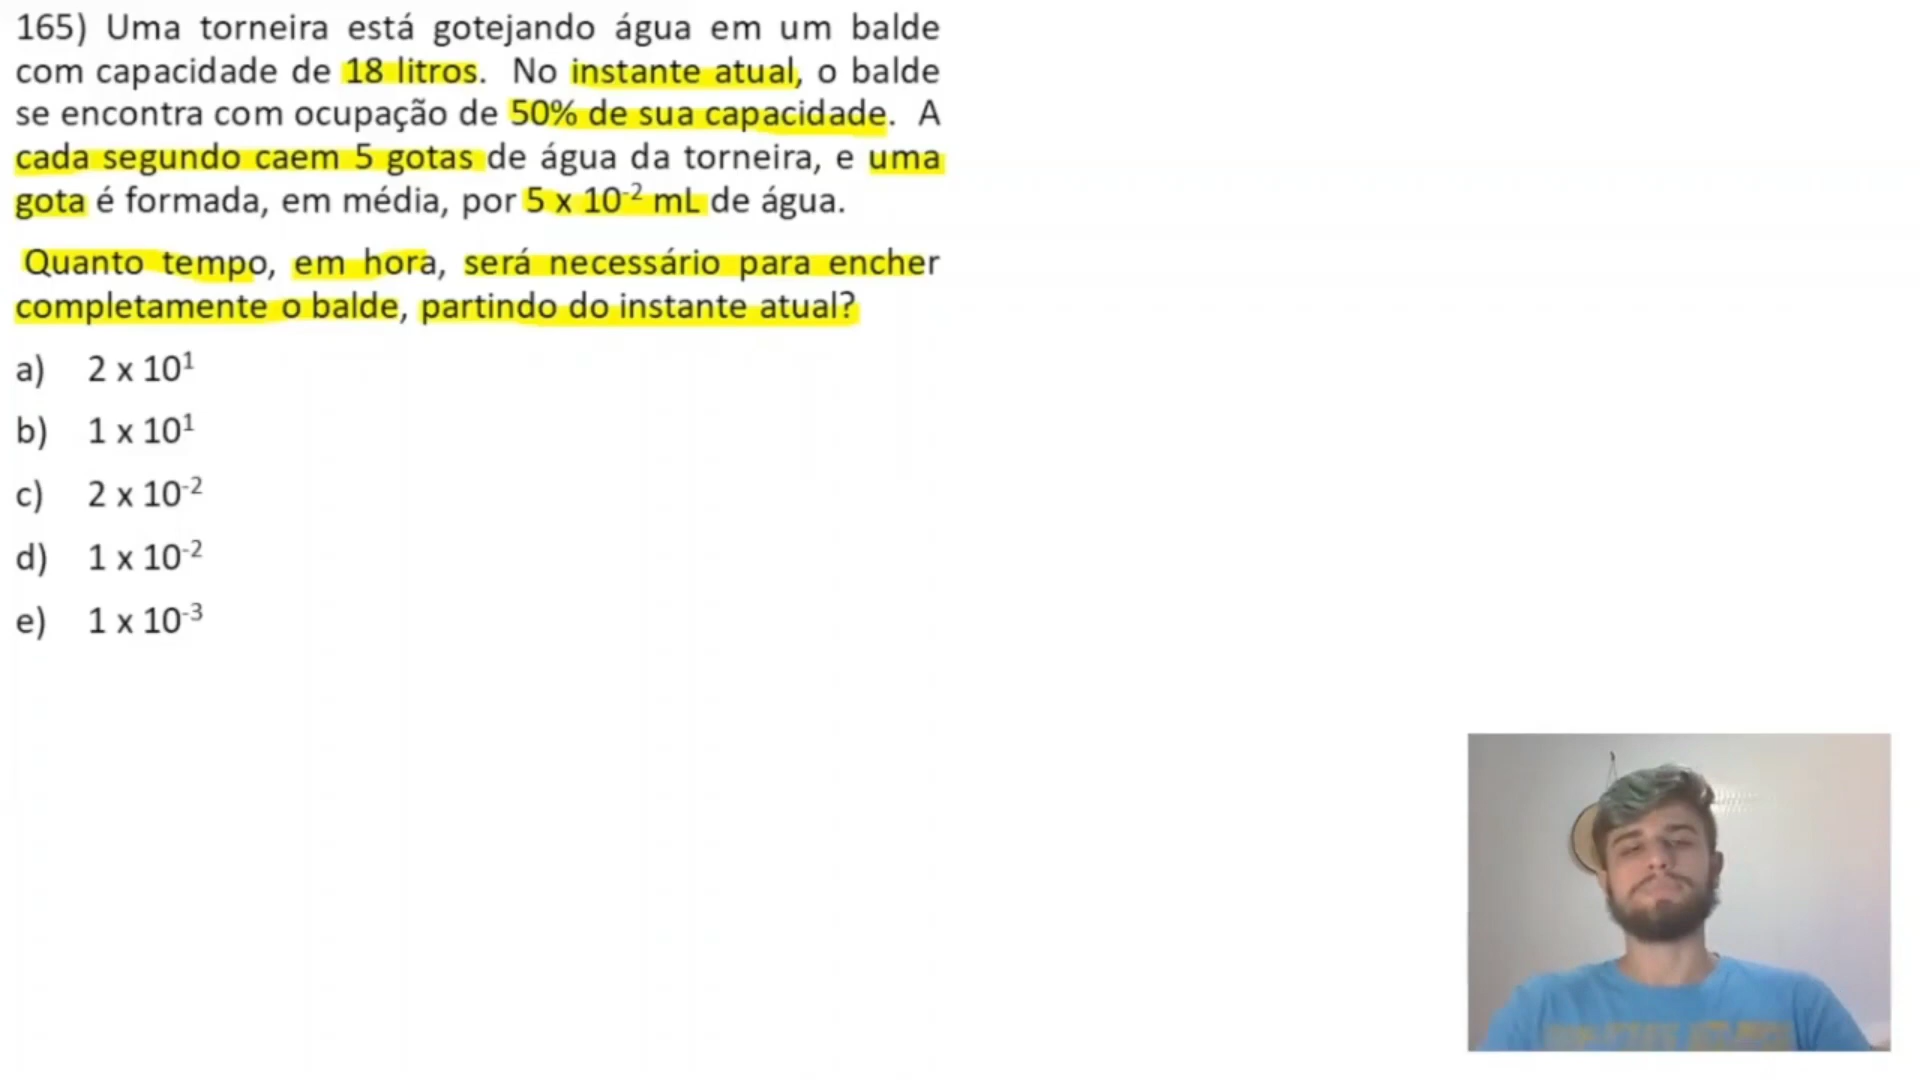 165) Uma torneira está gotejando água em um balde
com capacidade de 18 litros. No instante atual, o balde
se encontra com ocupação de 50% de sua capacidade. A
cada segundo caem 5 gotas de água da torneira, e uma
gota é formada, em média, por 5 x 10⁻² mL de água.
Quanto tempo, em hora, será necessário para encher
completamente o balde, partindo do instante atual?
a) 2 x 10¹
b) 1 x 10¹
c) 2 x 10⁻²
d) 1 x 10⁻²
e) 1 x 10⁻³